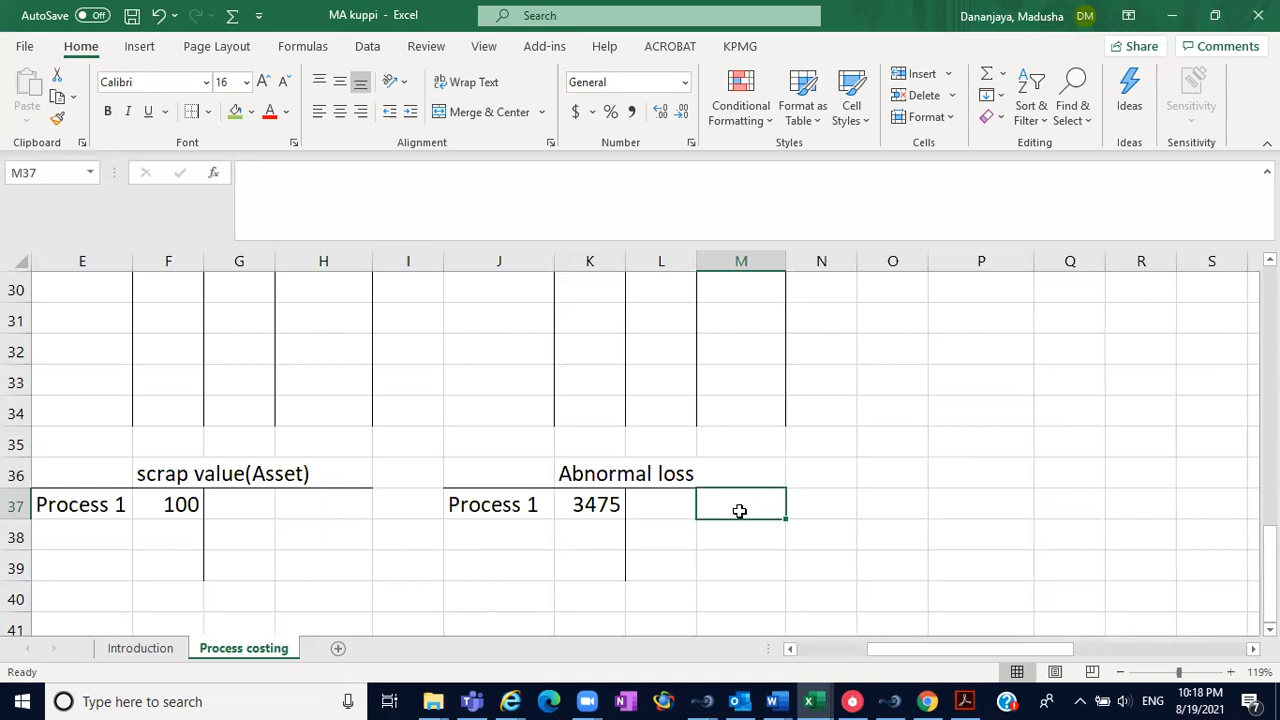 AutoSave Off MA kuppi - Excel Search Dananjaya, Madusha DM
File Home Insert Page Layout Formulas Data Review View Add-ins Help ACROBAT KPMG Share Comments
Paste Calibri 16 Wrap Text General Conditional Formatting Format as Table Cell Styles Insert Sort & Filter Find & Select Ideas Sensitivity
B I U Merge & Center $ % Delete
Format
Clipboard Font Alignment Number Styles Cells Editing Ideas Sensitivity
M37 fx
E F G H I J K L M N O P Q R S
30
31
32
33
34
35
36 scrap value(Asset) Abnormal loss
37 Process 1 100 Process 1 3475
38
39
40
41
Introduction Process costing
Ready 119%
Type here to search ENG 10:18 PM
8/19/2021 7